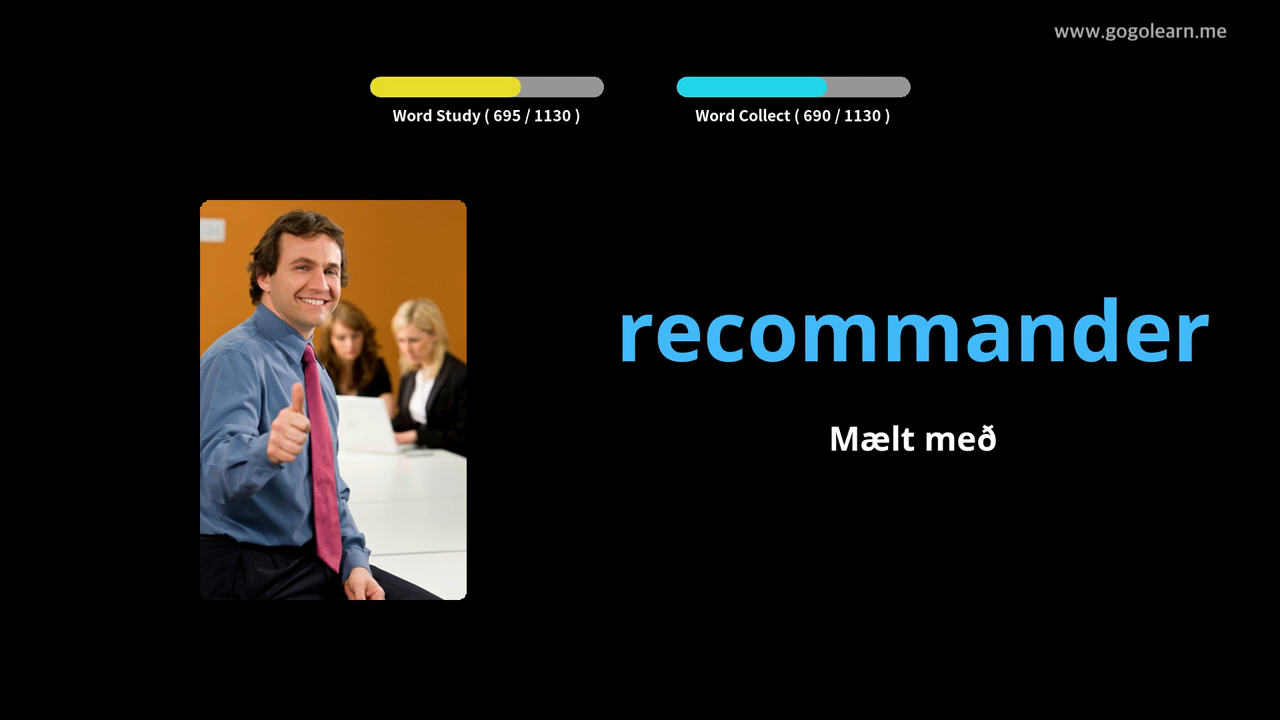 www.gogolearn.me
Word Study ( 695 / 1130 )
Word Collect ( 690 / 1130 )
recommander
Mælt með